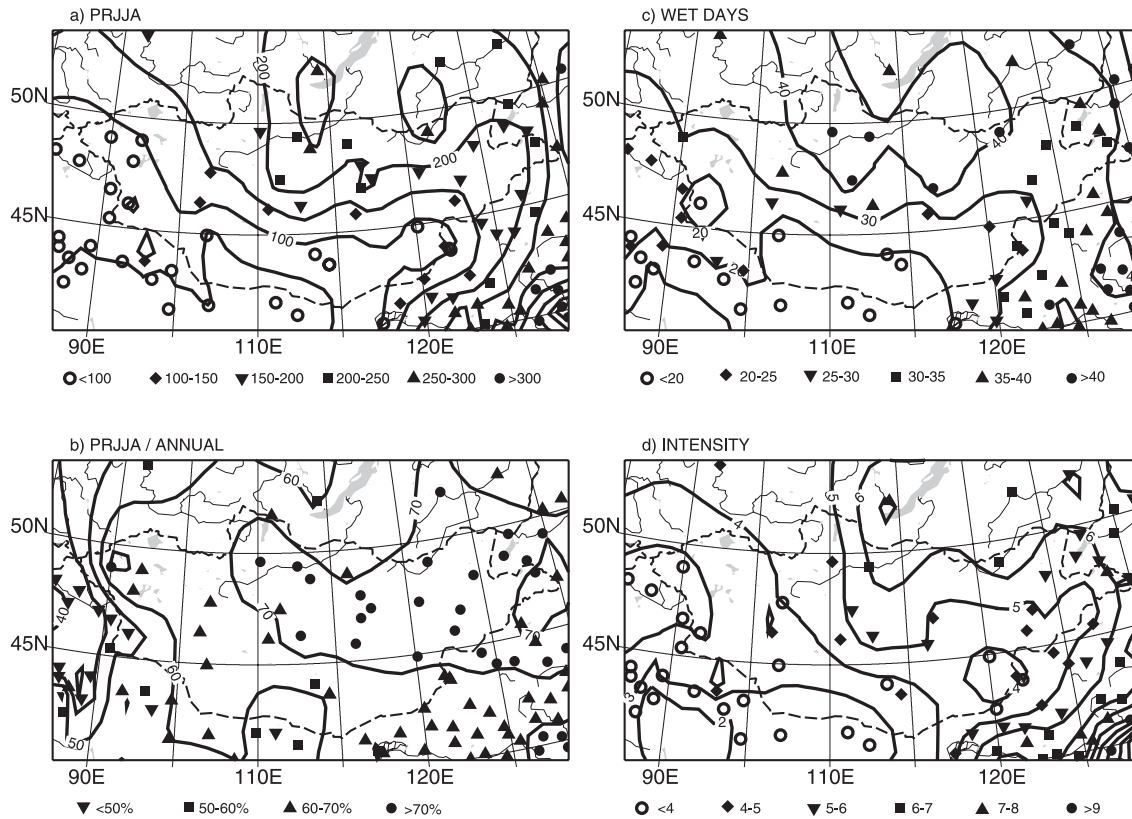 a) PRJJA
200
200
100
50N
45N
90E
110E
120E
<100
100-150
150-200
200-250
250-300
>300
c) WET DAYS
40
40
30
20
20
4
50N
45N
90E
110E
120E
<20
20-25
25-30
30-35
35-40
>40
b) PRJJA / ANNUAL
60
70
70
70
40
60
50
50N
45N
90E
110E
120E
<50%
50-60%
60-70%
>70%
d) INTENSITY
5
6
4
6
5
4
3
2
50N
45N
90E
110E
120E
<4
4-5
5-6
6-7
7-8
>9